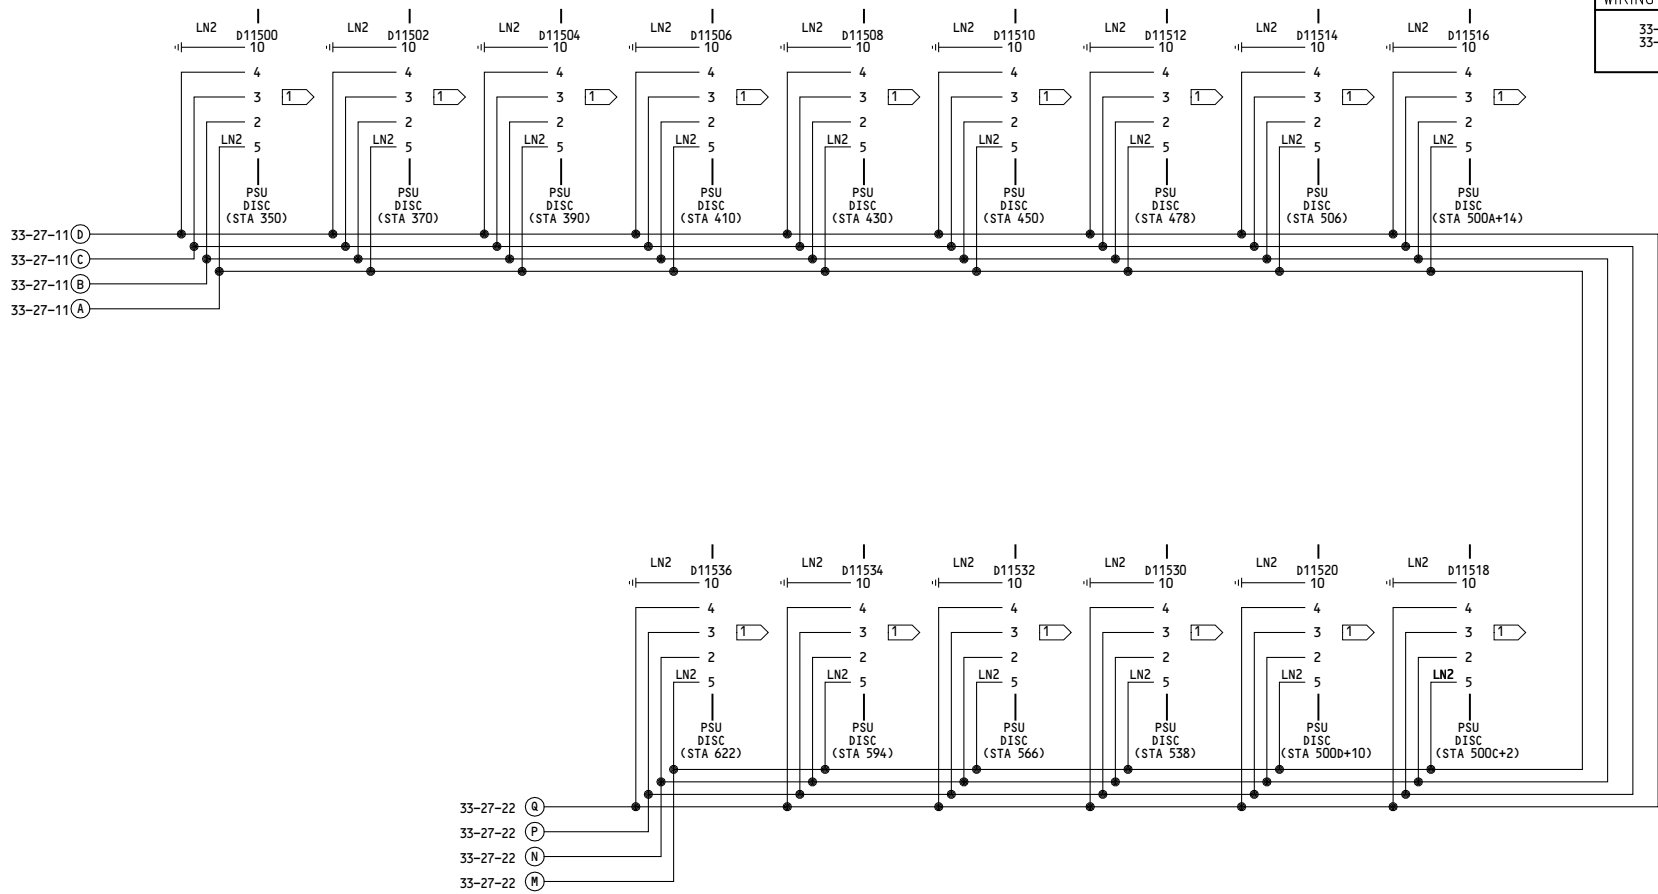 WIRING
33-
33-
LN2 LN2 LN2 LN2 LN2 LN2 LN2 LN2 LN2
D11500 D11502 D11504 D11506 D11508 D11510 D11512 D11514 D11516
10 10 10 10 10 10 10 10 10
4 4 4 4 4 4 4 4 4
3 1 3 1 3 1 3 1 3 1 3 1 3 1 3 1 3 1
2 2 2 2 2 2 2 2 2
LN2 5 LN2 5 LN2 5 LN2 5 LN2 5 LN2 5 LN2 5 LN2 5 LN2 5
PSU PSU PSU PSU PSU PSU PSU PSU PSU
DISC DISC DISC DISC DISC DISC DISC DISC DISC
(STA 350) (STA 370) (STA 390) (STA 410) (STA 430) (STA 450) (STA 478) (STA 506) (STA 500A+14)
33-27-11 D
33-27-11 C
33-27-11 B
33-27-11 A
LN2 LN2 LN2 LN2 LN2 LN2
D11536 D11534 D11532 D11530 D11520 D11518
10 10 10 10 10 10
4 4 4 4 4 4
3 1 3 1 3 1 3 1 3 1 3 1
2 2 2 2 2 2
LN2 5 LN2 5 LN2 5 LN2 5 LN2 5 LN2 5
PSU PSU PSU PSU PSU PSU
DISC DISC DISC DISC DISC DISC
(STA 622) (STA 594) (STA 566) (STA 538) (STA 500D+10) (STA 500C+2)
33-27-22 Q
33-27-22 P
33-27-22 N
33-27-22 M